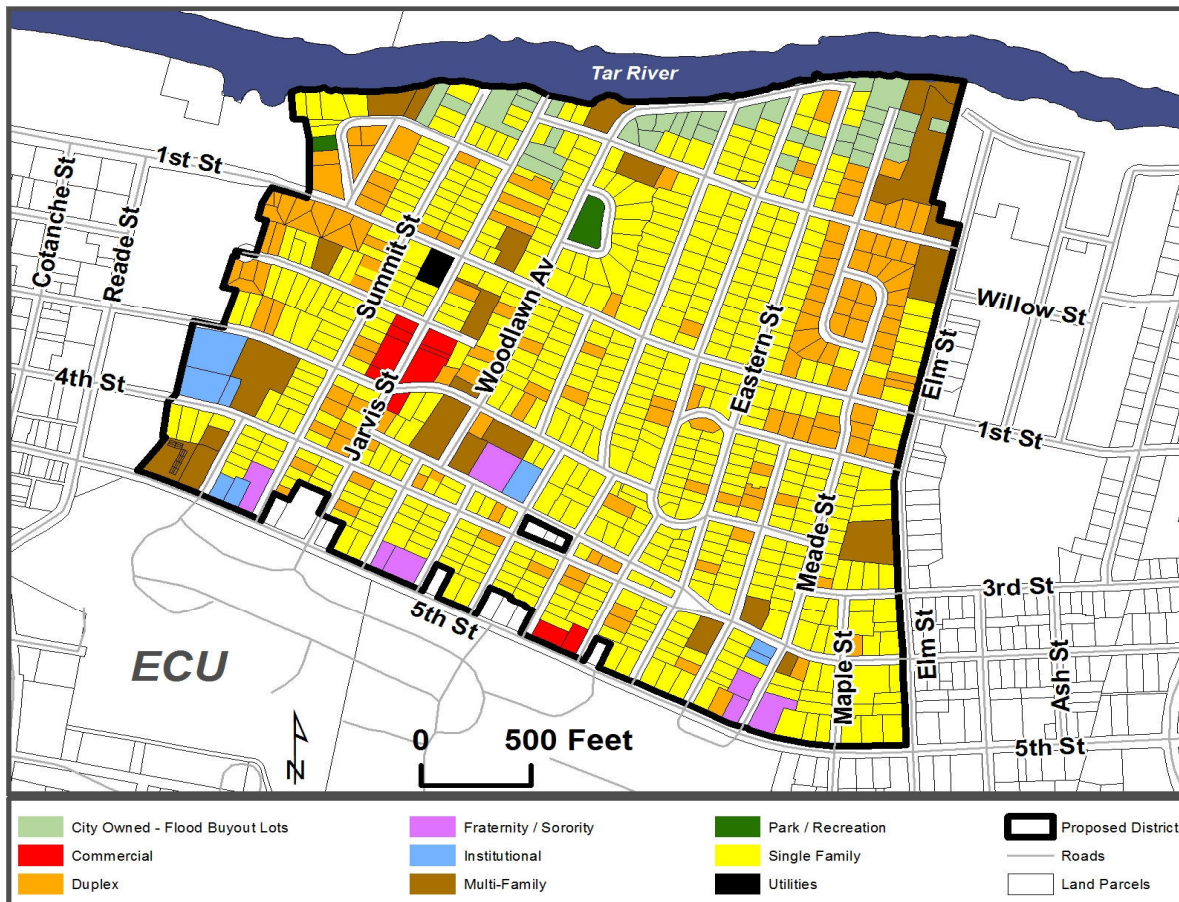 Tar River
1st St
Cotanche St
Reade St
Summit St
Woodlawn Av
Willow St
Eastern St
Elm St
4th St
Jarvis St
1st St
Meade St
3rd St
5th St
Maple St
Elm St
Ash St
ECU
5th St
N
0 500 Feet
City Owned - Flood Buyout Lots
Fraternity / Sorority
Park / Recreation
Proposed District
Commercial
Institutional
Single Family
Roads
Duplex
Multi-Family
Utilities
Land Parcels